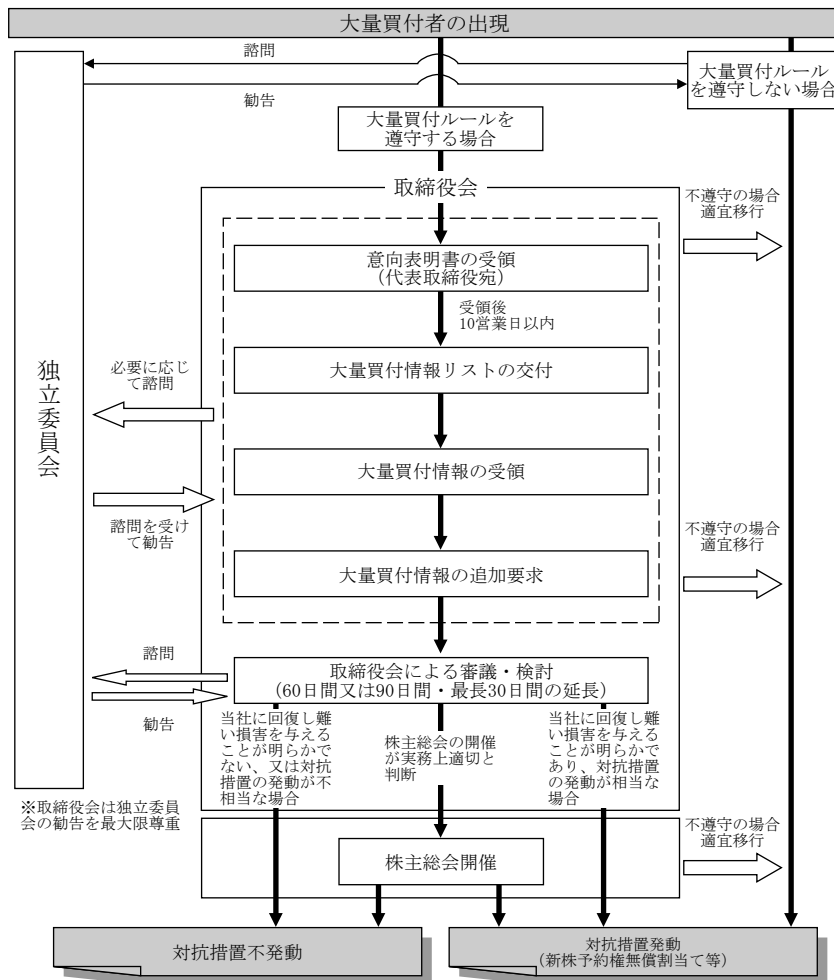 大量買付者の出現
諮問
勧告
大量買付ルール
を遵守しない場合
大量買付ルールを
遵守する場合
取締役会
不遵守の場合
適宜移行
意向表明書の受領
(代表取締役宛)
受領後
10営業日以内
独立委員会
必要に応じ
て諮問
大量買付情報リストの交付
大量買付情報の受領
諮問を受け
て勧告
不遵守の場合
適宜移行
大量買付情報の追加要求
諮問
勧告
取締役会による審議・検討
(60日間又は90日間・最長30日間の延長)
当社に回復し難
い損害を与える
ことが明らかで
ない、又は対抗
措置の発動が不
相当な場合
株主総会の開催
が実務上適切と
判断
当社に回復し難
い損害を与える
ことが明らかで
あり、対抗措置
の発動が相当な
場合
※取締役会は独立委員
会の勧告を最大限尊重
不遵守の場合
適宜移行
株主総会開催
対抗措置不発動
対抗措置発動
(新株予約権無償割当て等)